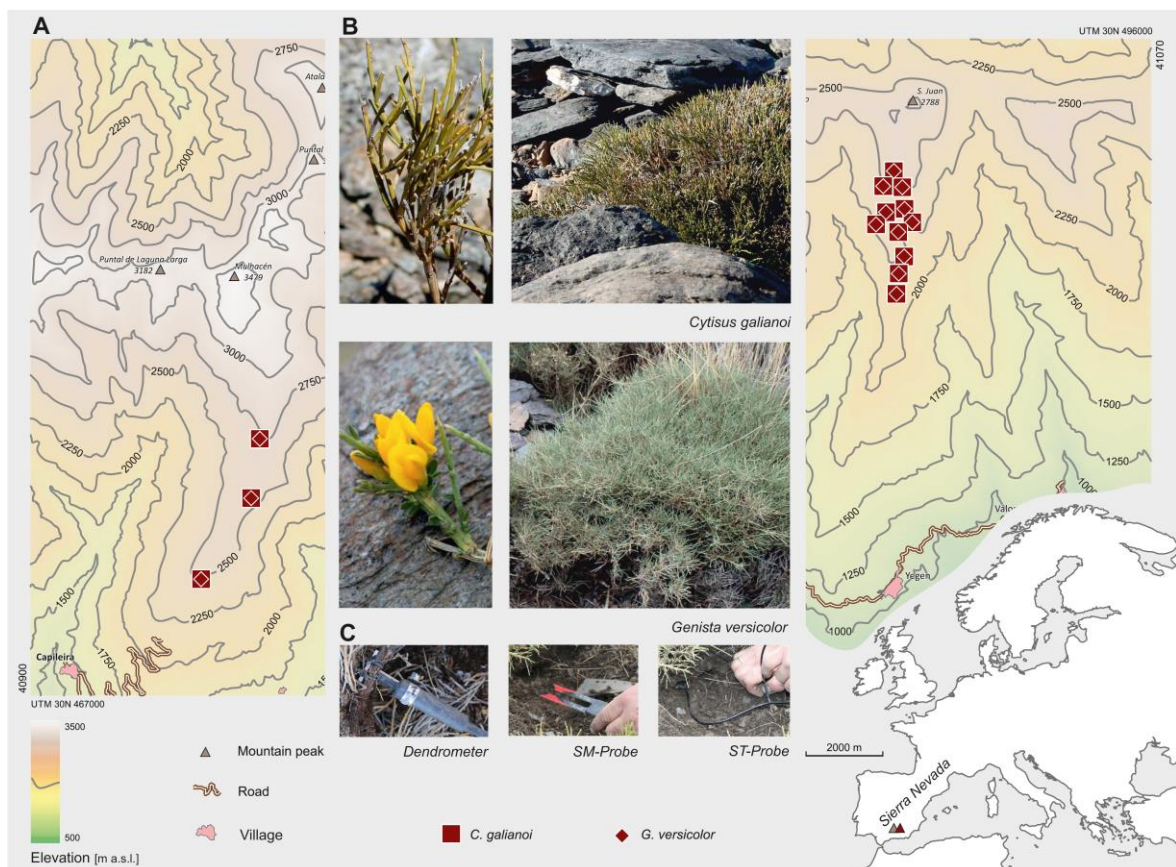 A
B
UTM 30N 496000
41070
2750
Atala
2250
2000
Puntal
3000
2500
Puntal de Laguna Larga
3182
Mulhacén
3479
3000
2500
2750
2250
2000
2500
2250
2000
1500
1750
Capileira
40900
UTM 30N 467000
Cytisus galianoi
Genista versicolor
C
Dendrometer
SM-Probe
ST-Probe
2250
S. Juan
2788
2500
2500
2250
2000
2000
1750
1750
1500
1250
1000
1500
1250
Yegen
1000
2000 m
Sierra Nevada
3500
500
Elevation [m a.s.l.]
Mountain peak
Road
Village
C. galianoi
G. versicolor